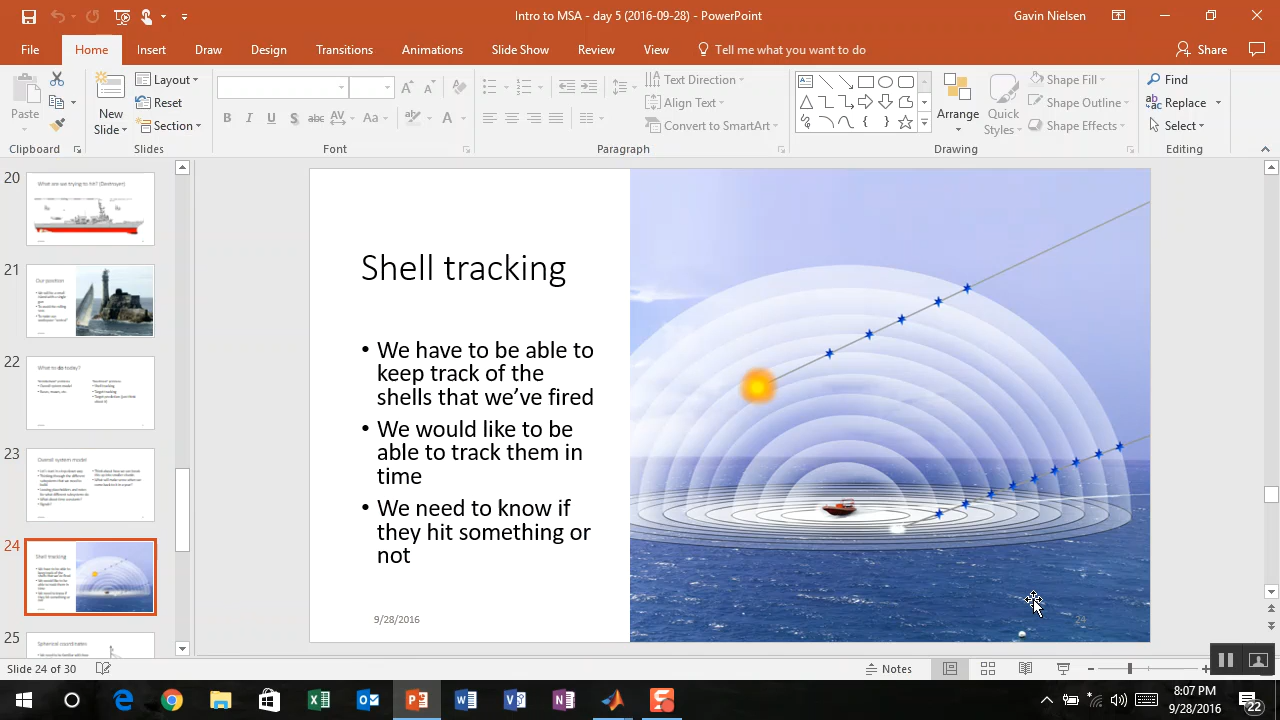 Intro to MSA - day 5 (2016-09-28) - PowerPoint
Gavin Nielsen
File Home Insert Draw Design Transitions Animations Slide Show Review View Tell me what you want to do Share
Paste
New
Slide
Layout
Reset
Section
B I U S abc AV Aa A
A A
Text Direction
Align Text
Convert to SmartArt
Arrange
Quick
Styles
Shape Fill
Shape Outline
Shape Effects
Find
Replace
Select
Clipboard Slides Font Paragraph Drawing Editing
20
What are we trying to hit? (Destroyer)
21
Our position
22
What to do today?
23
Overall system model
24
Shell tracking
25
Spherical coordinates
Shell tracking
• We have to be able to
keep track of the
shells that we've fired
• We would like to be
able to track them in
time
• We need to know if
they hit something or
not
9/28/2016
24
Slide 24 of 30
Notes
8:07 PM
9/28/2016
22